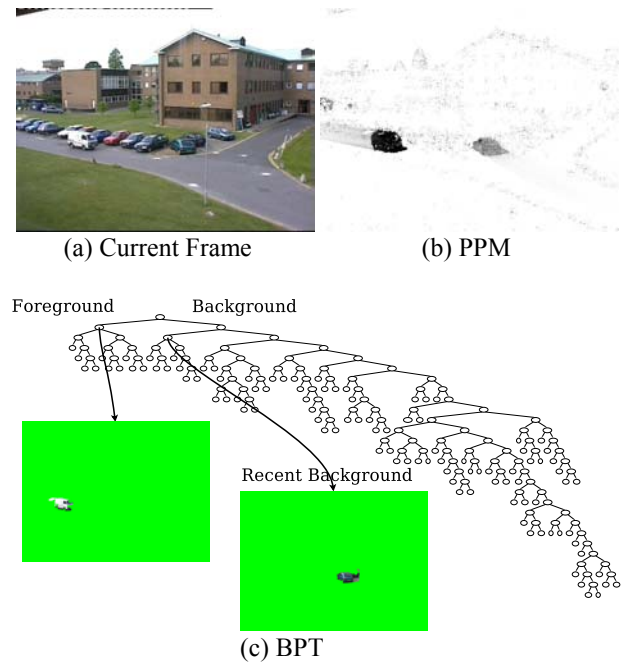 (a) Current Frame
(b) PPM
Foreground
Background
Recent Background
(c) BPT